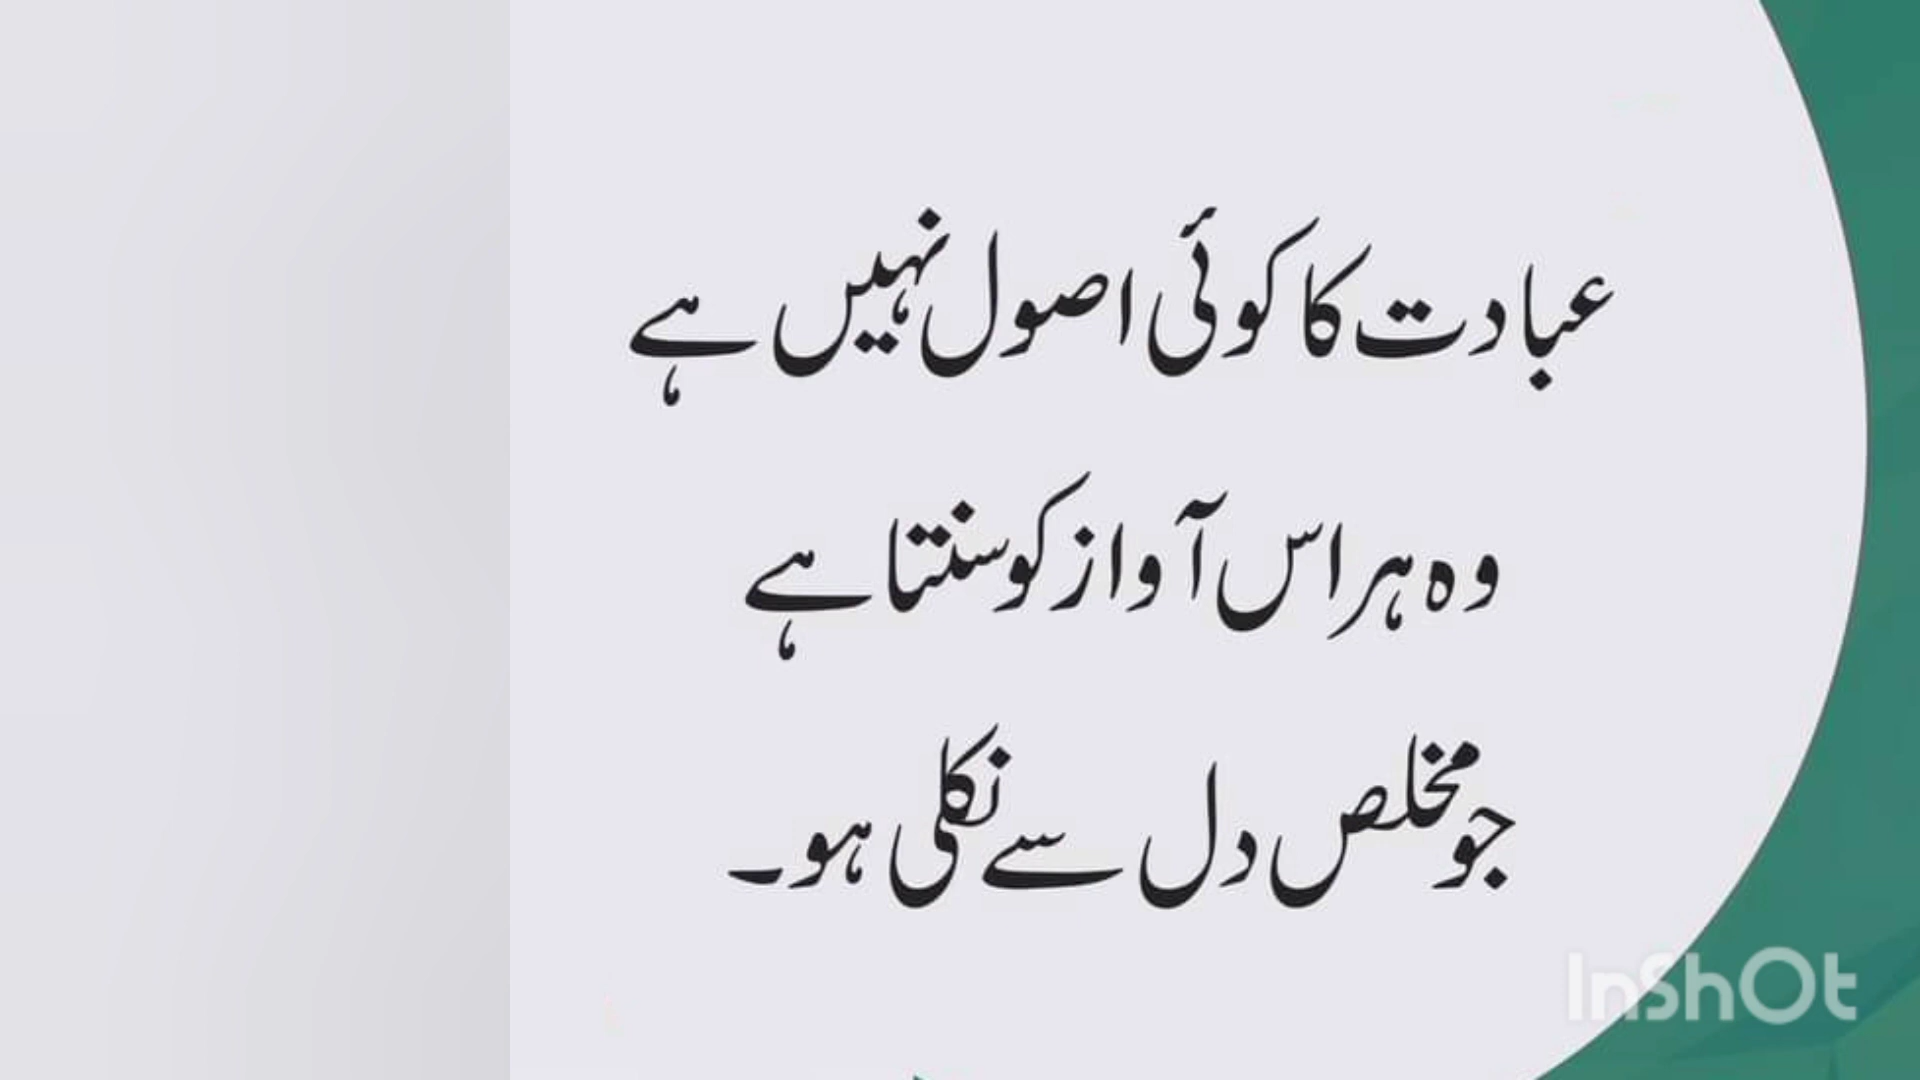 عبادت کا کوئی اصول نہیں ہے
وہ ہر اس آواز کو سنتا ہے
جو مخلص دل سے نکلی ہو۔
InShOt